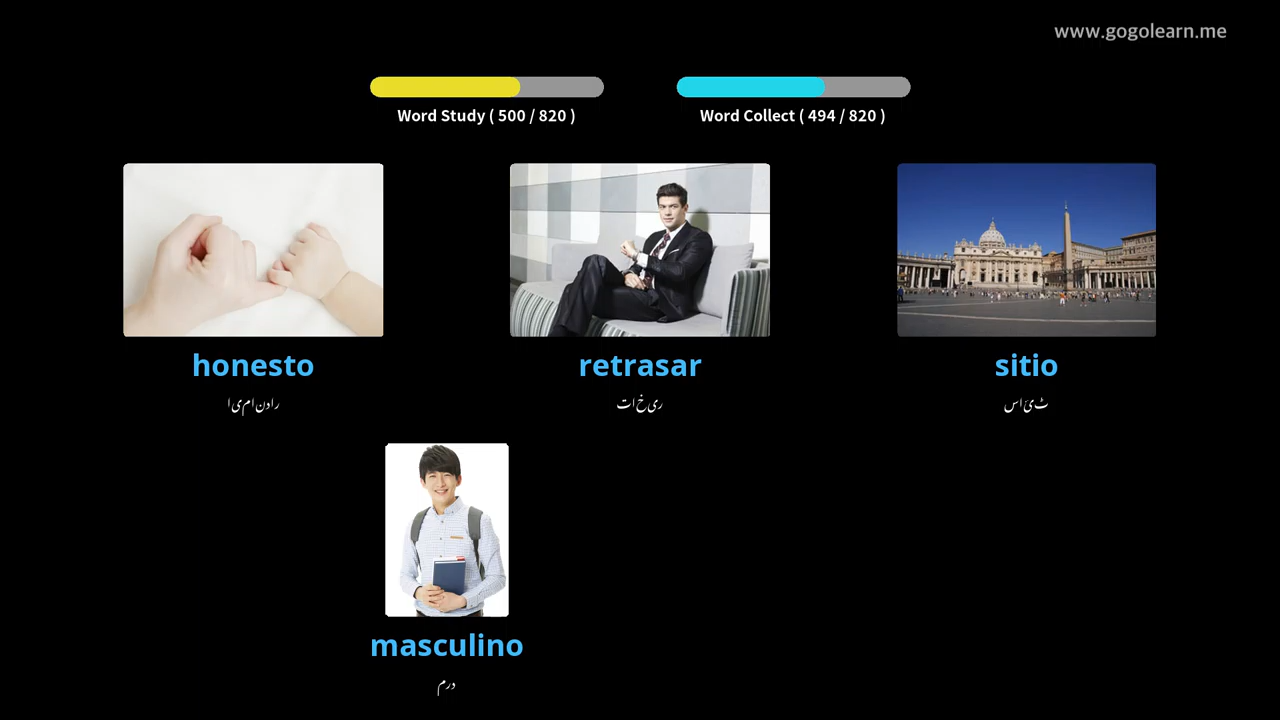 www.gogolearn.me
Word Study ( 500 / 820 )
Word Collect ( 494 / 820 )
honesto
retrasar
sitio
ایماندار
تاخیر
سائٹ
masculino
مرد